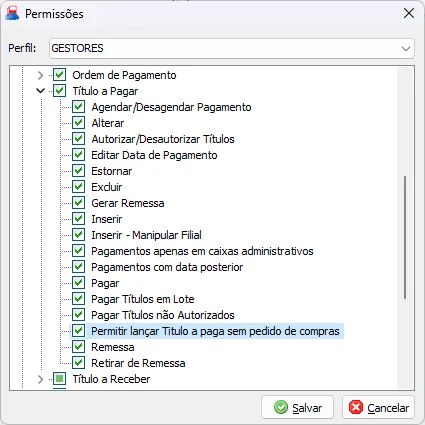 Permissões
Perfil: GESTORES
Ordem de Pagamento
Título a Pagar
Agendar/Desagendar Pagamento
Alterar
Autorizar/Desautorizar Títulos
Editar Data de Pagamento
Estornar
Excluir
Gerar Remessa
Inserir
Inserir - Manipular Filial
Pagamentos apenas em caixas administrativos
Pagamentos com data posterior
Pagar
Pagar Títulos em Lote
Pagar Títulos não Autorizados
Permitir lançar Titulo a paga sem pedido de compras
Remessa
Retirar de Remessa
Título a Receber
Salvar Cancelar